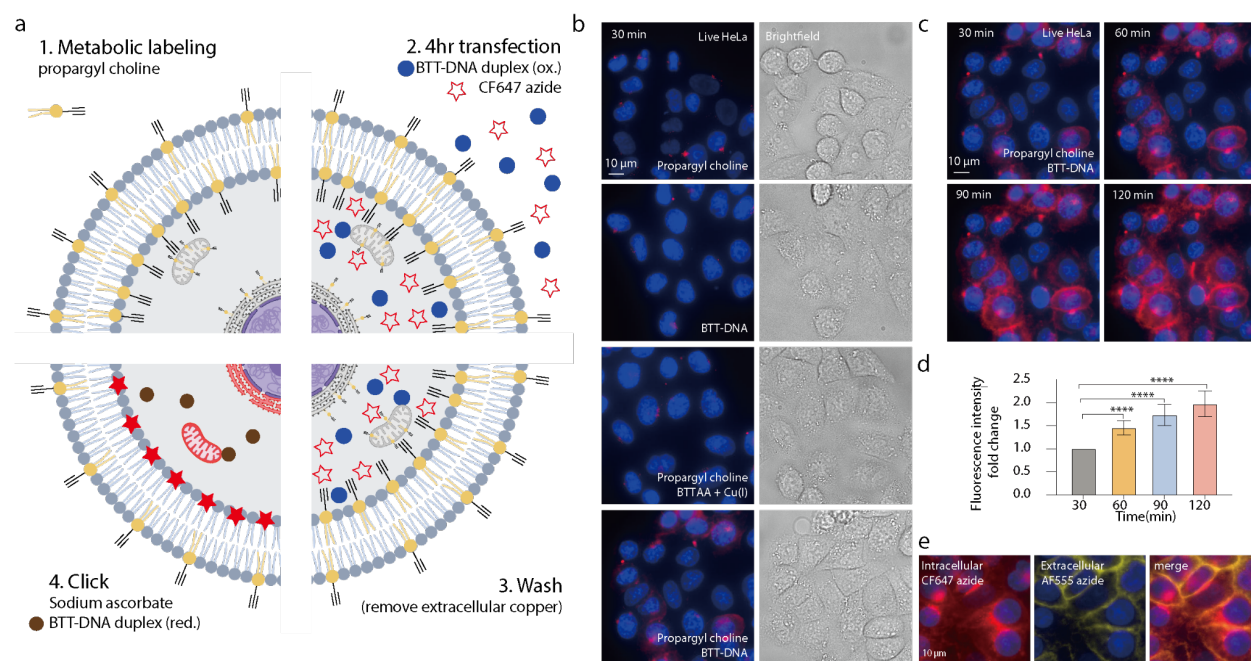 a
1. Metabolic labeling
propargyl choline
2. 4hr transfection
BTT-DNA duplex (ox.)
CF647 azide
4. Click
Sodium ascorbate
BTT-DNA duplex (red.)
3. Wash
(remove extracellular copper)
b
30 min
Live HeLa
Brightfield
10 µm
Propargyl choline
BTT-DNA
Propargyl choline
BTTAA + Cu(I)
Propargyl choline
BTT-DNA
c
30 min
Live HeLa
60 min
10 µm
Propargyl choline
BTT-DNA
90 min
120 min
d
Fluorescence intensity
fold change
2.5
2.0
1.5
1.0
0.5
0.0
****
****
****
30
60
90
120
Time(min)
e
Intracellular
CF647 azide
Extracellular
AF555 azide
merge
10 µm